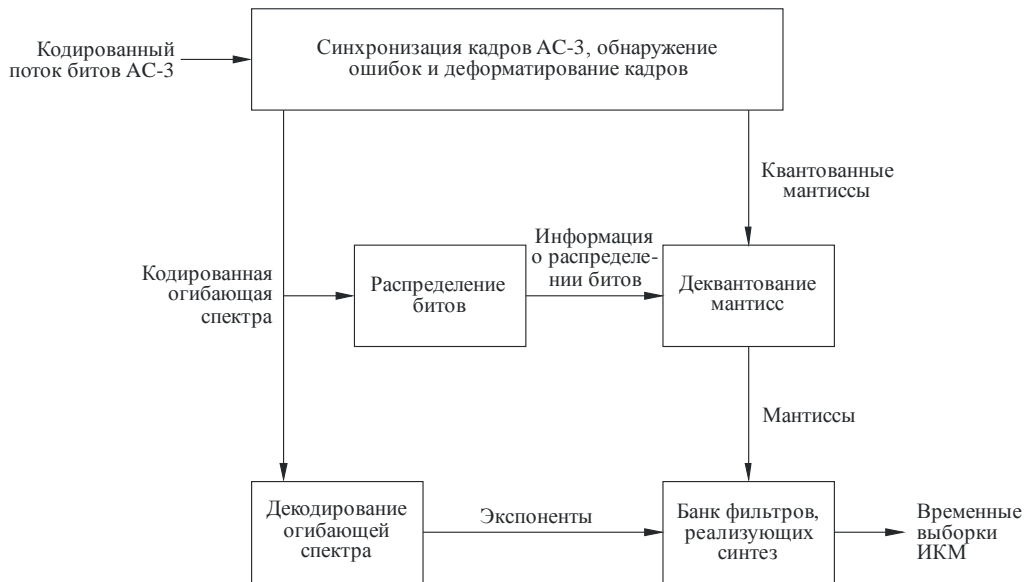 Кодированный
поток битов АС-3
Синхронизация кадров АС-3, обнаружение
ошибок и деформатирование кадров
Квантованные
мантиссы
Кодированная
огибающая
спектра
Распределение
битов
Информация
о распределе-
нии битов
Деквантование
мантисс
Мантиссы
Декодирование
огибающей
спектра
Экспоненты
Банк фильтров,
реализующих
синтез
Временные
выборки
ИКМ